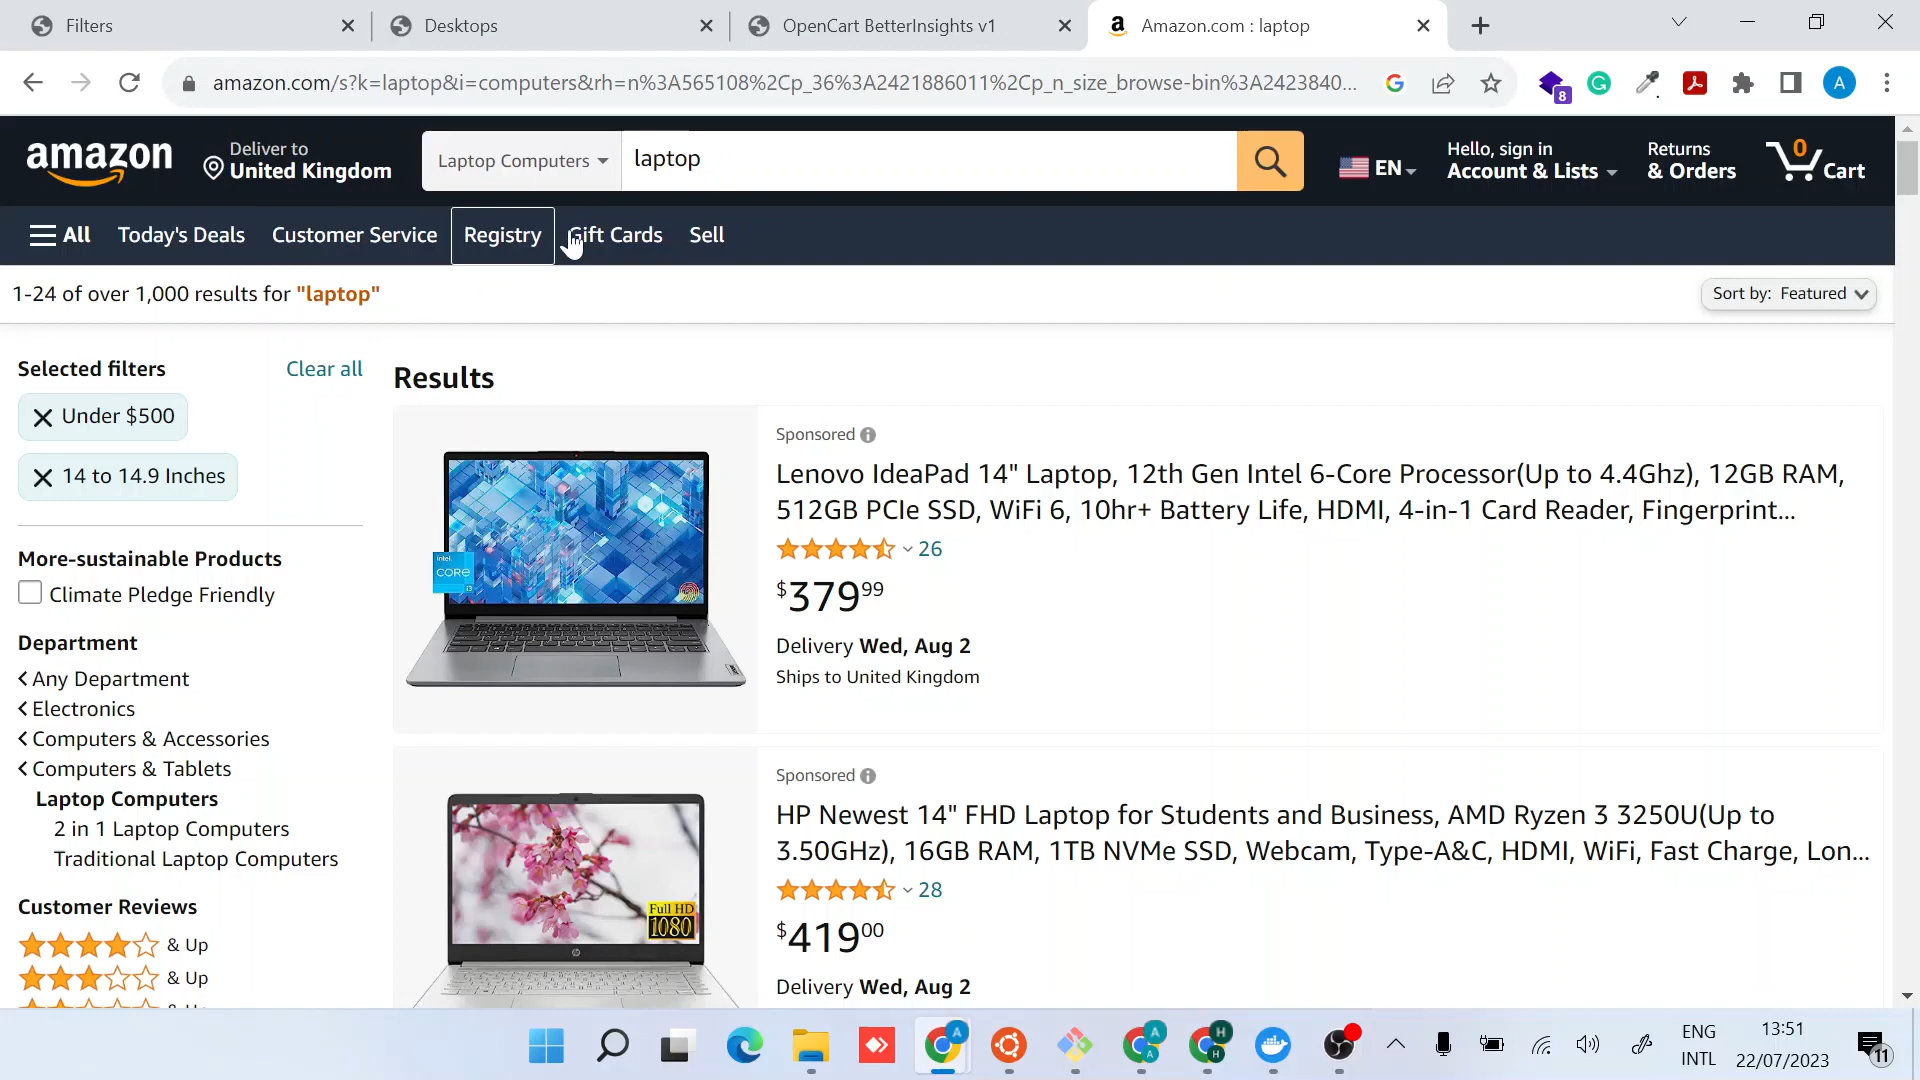 Filters
Desktops
OpenCart BetterInsights v1
Amazon.com : laptop
amazon.com/s?k=laptop&i=computers&rh=n%3A565108%2Cp_36%3A2421886011%2Cp_n_size_browse-bin%3A2423840...
8
A
amazon
Deliver to
United Kingdom
Laptop Computers
laptop
EN
Hello, sign in
Account & Lists
Returns
& Orders
0
Cart
All
Today's Deals
Customer Service
Registry
Gift Cards
Sell
1-24 of over 1,000 results for "laptop"
Sort by: Featured
Selected filters
Clear all
Under $500
14 to 14.9 Inches
More-sustainable Products
Climate Pledge Friendly
Department
Any Department
Electronics
Computers & Accessories
Computers & Tablets
Laptop Computers
2 in 1 Laptop Computers
Traditional Laptop Computers
Customer Reviews
& Up
& Up
Results
intel
CORE
i3
Sponsored
Lenovo IdeaPad 14" Laptop, 12th Gen Intel 6-Core Processor(Up to 4.4Ghz), 12GB RAM,
512GB PCIe SSD, WiFi 6, 10hr+ Battery Life, HDMI, 4-in-1 Card Reader, Fingerprint...
26
$379 99
Delivery Wed, Aug 2
Ships to United Kingdom
Full HD
1080
Sponsored
HP Newest 14" FHD Laptop for Students and Business, AMD Ryzen 3 3250U(Up to
3.50GHz), 16GB RAM, 1TB NVMe SSD, Webcam, Type-A&C, HDMI, WiFi, Fast Charge, Lon...
28
$419 00
Delivery Wed, Aug 2
A
A
A
H
H
ENG
INTL
13:51
22/07/2023
11